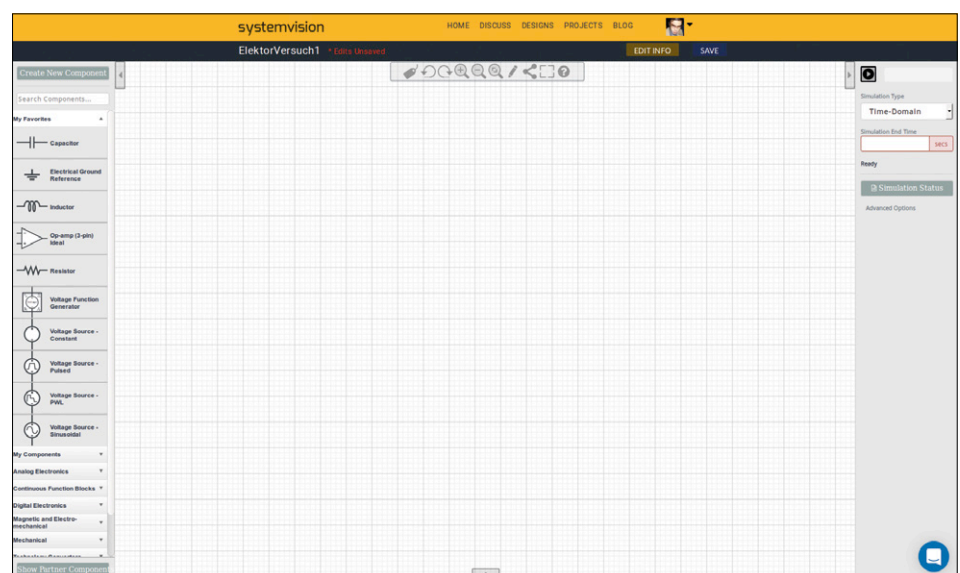 systemvision
HOME DISCUSS DESIGNS PROJECTS BLOG
ElektorVersuch1 * Edits Unsaved
EDIT INFO SAVE
Create New Component
Search Components...
My Favorites
Capacitor
Electrical Ground
Reference
Inductor
Op-amp (3-pin)
Ideal
Resistor
Voltage Function
Generator
Voltage Source -
Constant
Voltage Source -
Pulsed
Voltage Source -
PWL
Voltage Source -
Sinusoidal
My Components
Analog Electronics
Continuous Function Blocks
Digital Electronics
Magnetic and Electro-
mechanical
Mechanical
Technology Converters
Show Partner Component
Simulation Type
Time-Domain
Simulation End Time
secs
Ready
Simulation Status
Advanced Options